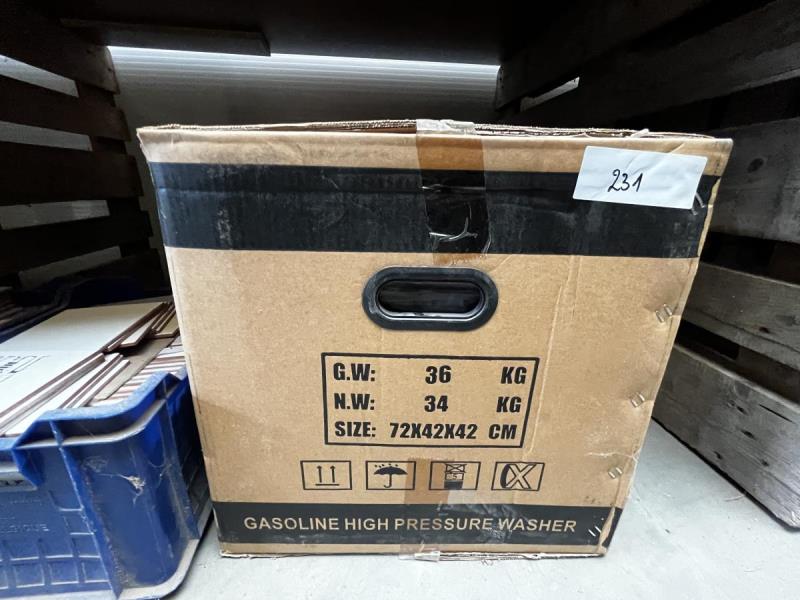 231
G.W: 36 KG
N.W: 34 KG
SIZE: 72X42X42 CM
GASOLINE HIGH PRESSURE WASHER